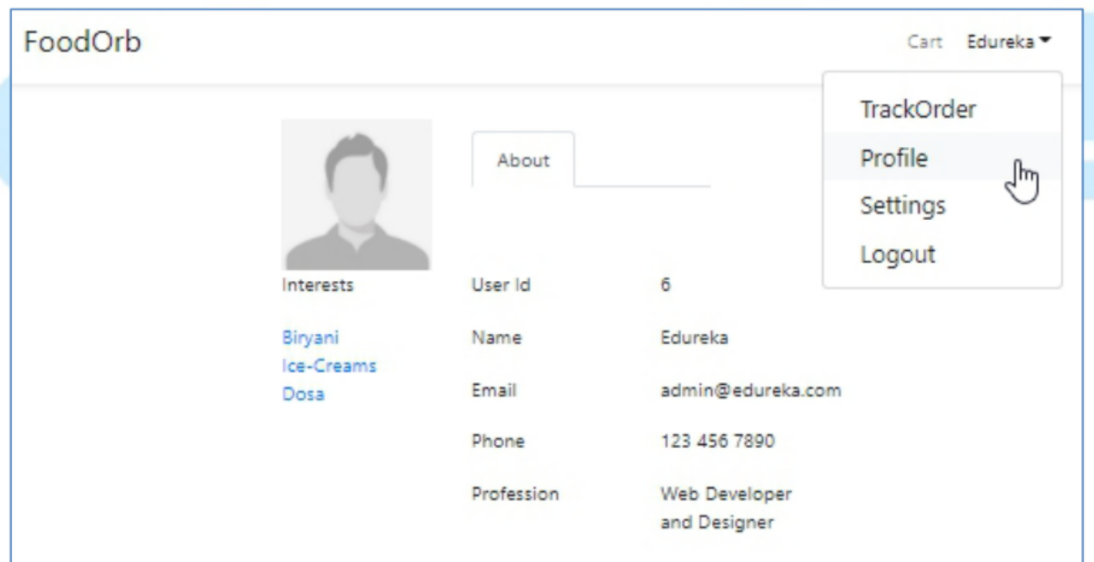 FoodOrb
Cart Edureka
TrackOrder
Profile
Settings
Logout
About
Interests
Biryani
Ice-Creams
Dosa
User Id 6
Name Edureka
Email admin@edureka.com
Phone 123 456 7890
Profession Web Developer
and Designer